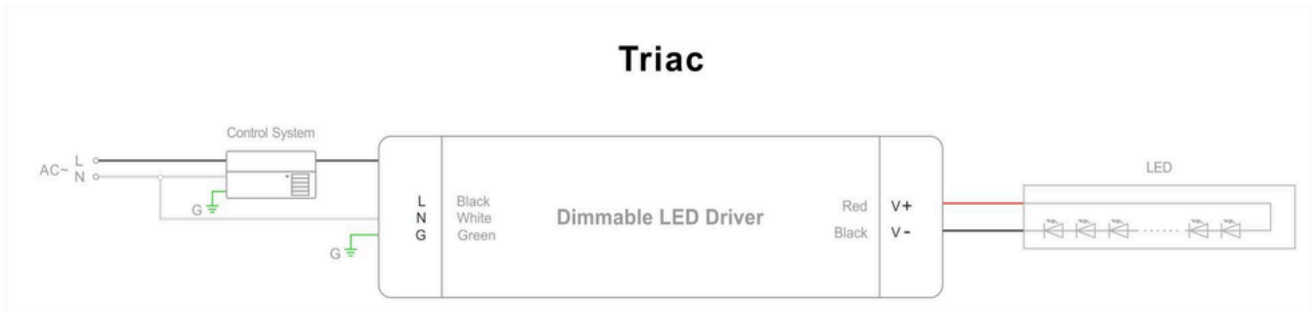 Triac
Control System
AC~ L
N
G
L Black
N White
G Green
G
Dimmable LED Driver
Red V+
Black V-
LED